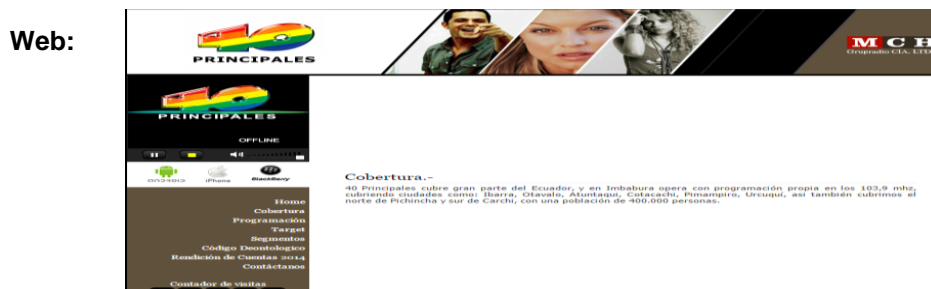 Web:
40
PRINCIPALES
MCH
Grupradio CIA. LTD
40
PRINCIPALES
OFFLINE
ANDROID
iPhone
BlackBerry
Cobertura.-
40 Principales cubre gran parte del Ecuador, y en Imbabura opera con programación propia en los 103,9 mhz,
cubriendo ciudades como: Ibarra, Otavalo, Atuntaqui, Cotacachi, Pimampiro, Urcuquí, asi también cubrimos el
norte de Pichincha y sur de Carchi, con una población de 400.000 personas.
Home
Cobertura
Programación
Target
Segmentos
Código Deontologico
Rendición de Cuentas 2014
Contáctanos
Contador de visitas